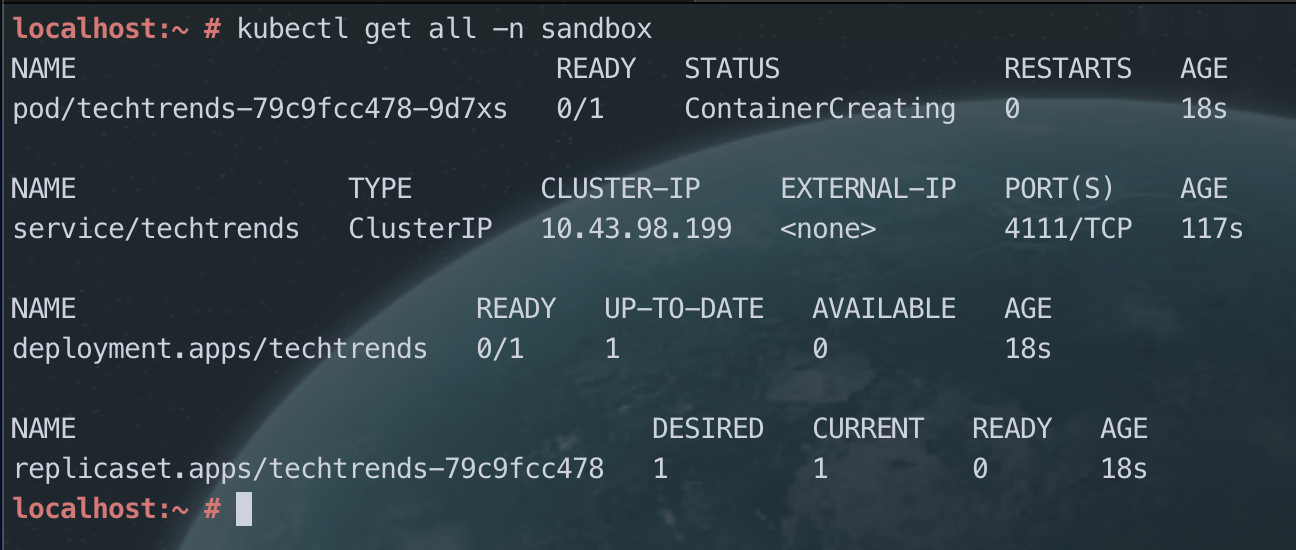 localhost:~ # kubectl get all -n sandbox
NAME                              READY   STATUS              RESTARTS   AGE
pod/techtrends-79c9fcc478-9d7xs   0/1     ContainerCreating   0          18s

NAME                 TYPE        CLUSTER-IP     EXTERNAL-IP   PORT(S)    AGE
service/techtrends   ClusterIP   10.43.98.199   <none>        4111/TCP   117s

NAME                         READY   UP-TO-DATE   AVAILABLE   AGE
deployment.apps/techtrends   0/1     1            0           18s

NAME                                    DESIRED   CURRENT   READY   AGE
replicaset.apps/techtrends-79c9fcc478   1         1         0       18s
localhost:~ #